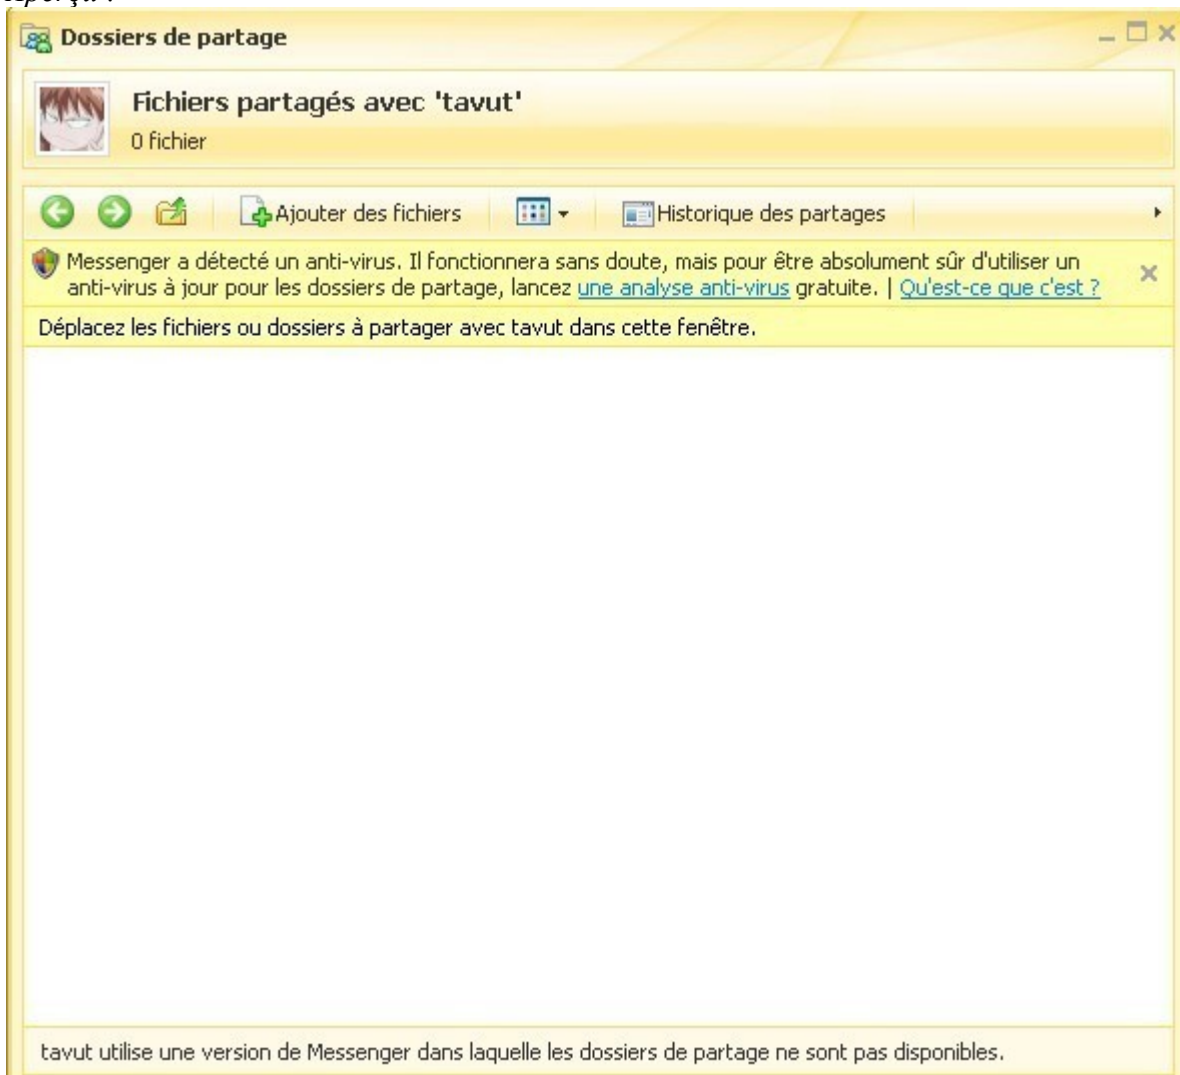 Dossiers de partage
Fichiers partagés avec 'tavut'
0 fichier
Ajouter des fichiers
Historique des partages
Messenger a détecté un anti-virus. Il fonctionnera sans doute, mais pour être absolument sûr d'utiliser un
anti-virus à jour pour les dossiers de partage, lancez une analyse anti-virus gratuite. | Qu'est-ce que c'est ?
Déplacez les fichiers ou dossiers à partager avec tavut dans cette fenêtre.
tavut utilise une version de Messenger dans laquelle les dossiers de partage ne sont pas disponibles.